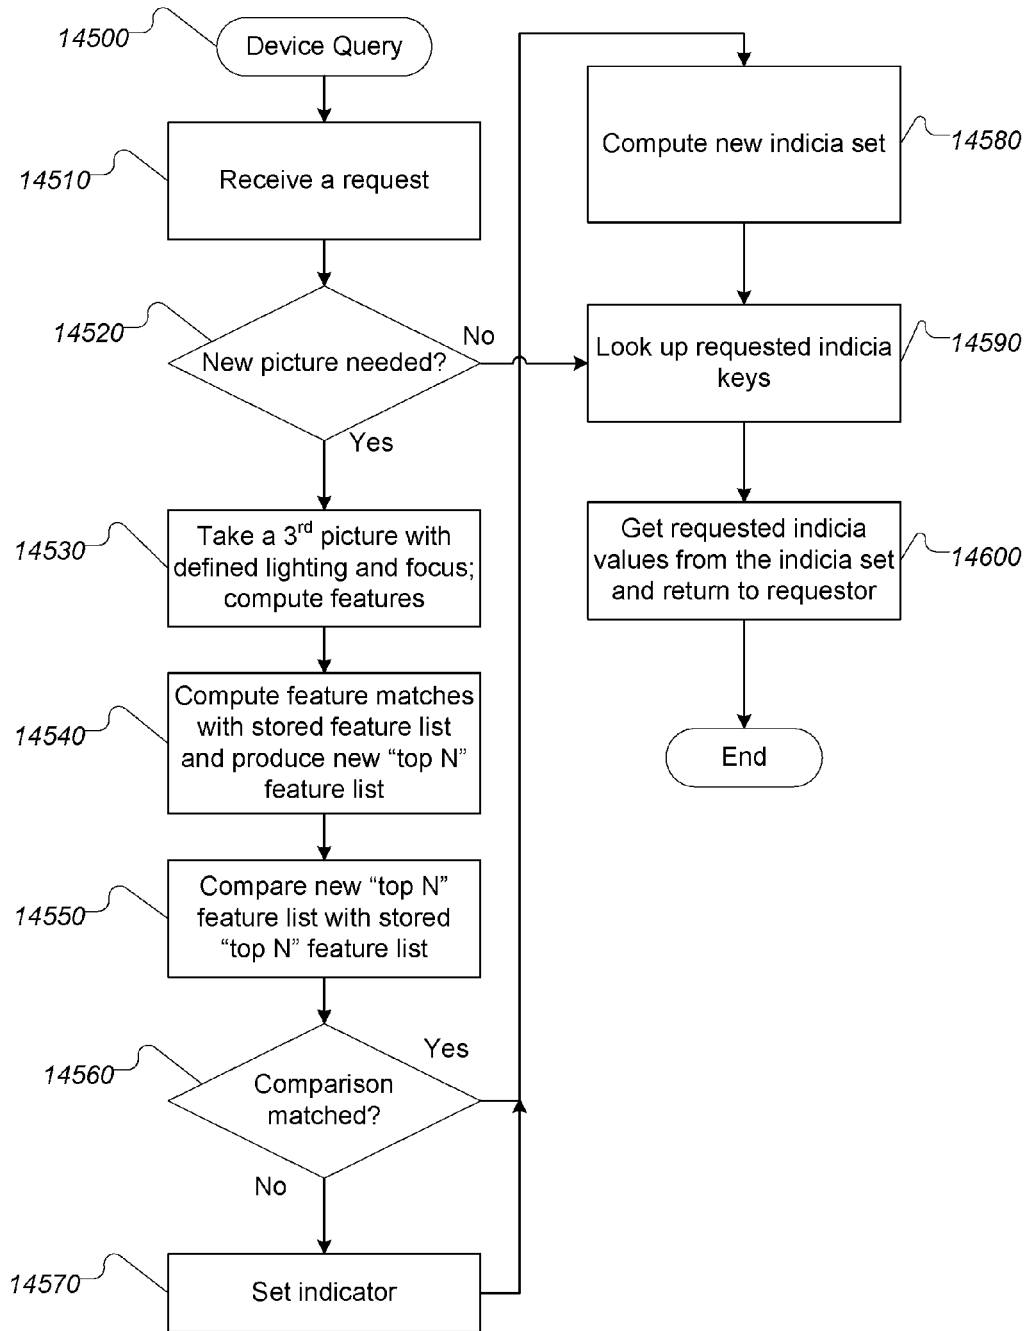 14500
Device Query
14510
Receive a request
14520
New picture needed?
No
Yes
14530
Take a 3rd picture with
defined lighting and focus;
compute features
14540
Compute feature matches
with stored feature list
and produce new “top N”
feature list
14550
Compare new “top N”
feature list with stored
“top N” feature list
14560
Comparison
matched?
Yes
No
14570
Set indicator
Compute new indicia set
14580
Look up requested indicia
keys
14590
Get requested indicia
values from the indicia set
and return to requestor
14600
End